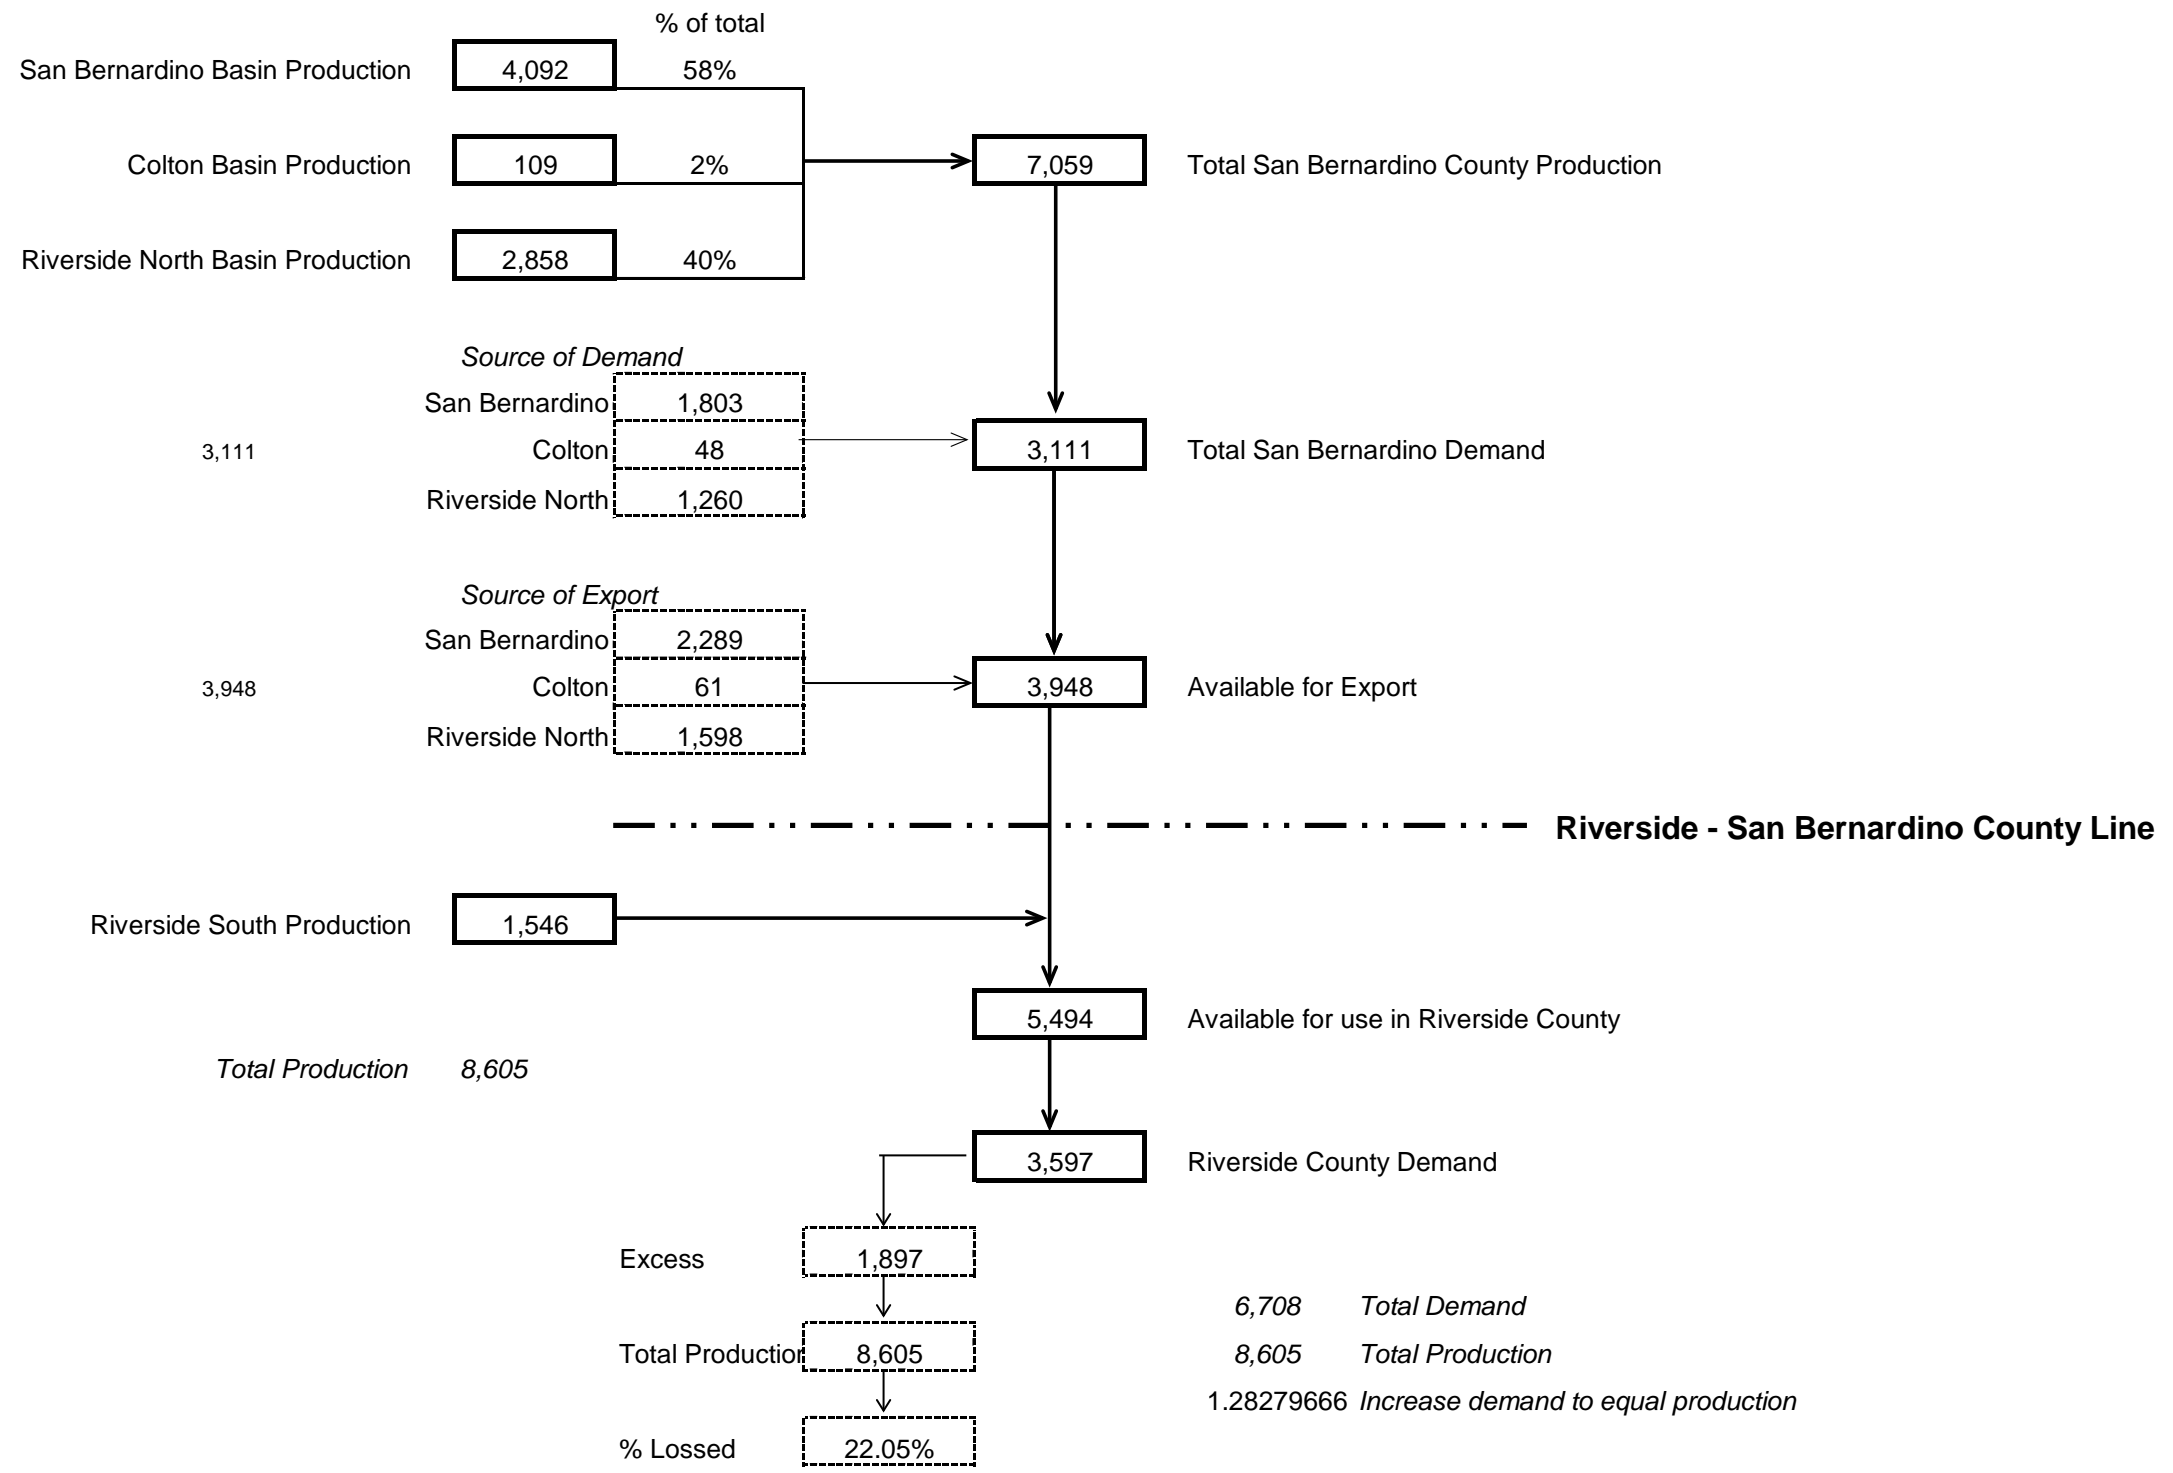 % of total
San Bernardino Basin Production 4,092 58%
Colton Basin Production 109 2% 7,059 Total San Bernardino County Production
Riverside North Basin Production 2,858 40%
Source of Demand
San Bernardino 1,803
3,111 Colton 48 3,111 Total San Bernardino Demand
Riverside North 1,260
Source of Export
San Bernardino 2,289
3,948 Colton 61 3,948 Available for Export
Riverside North 1,598
Riverside - San Bernardino County Line
Riverside South Production 1,546
5,494 Available for use in Riverside County
Total Production 8,605
3,597 Riverside County Demand
Excess 1,897
6,708 Total Demand
Total Production 8,605 8,605 Total Production
1.28279666 Increase demand to equal production
% Lossed 22.05%